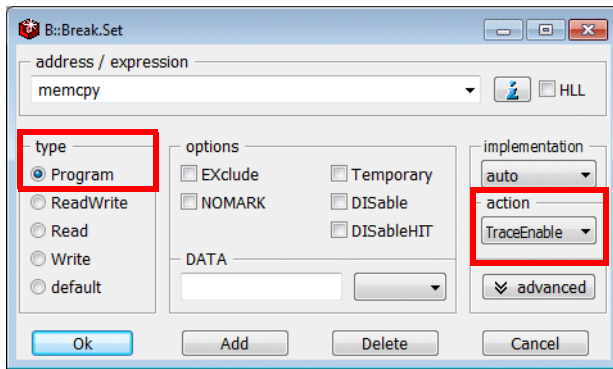 B::Break.Set
address / expression
memcpy
i
HLL
type
options
implementation
Program
EXclude
Temporary
auto
ReadWrite
NOMARK
DISable
action
Read
DISableHIT
TraceEnable
Write
DATA
default
advanced
Ok
Add
Delete
Cancel